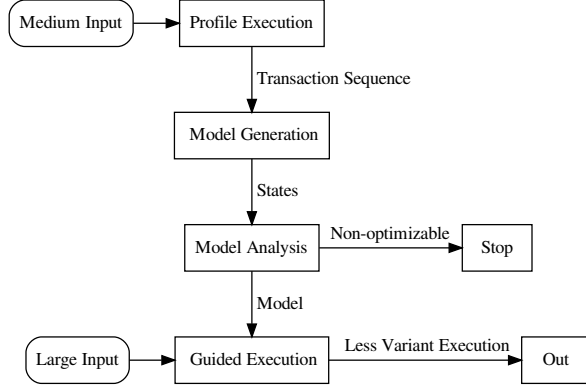 Medium Input
Profile Execution
Transaction Sequence
Model Generation
States
Model Analysis
Non-optimizable
Stop
Model
Large Input
Guided Execution
Less Variant Execution
Out